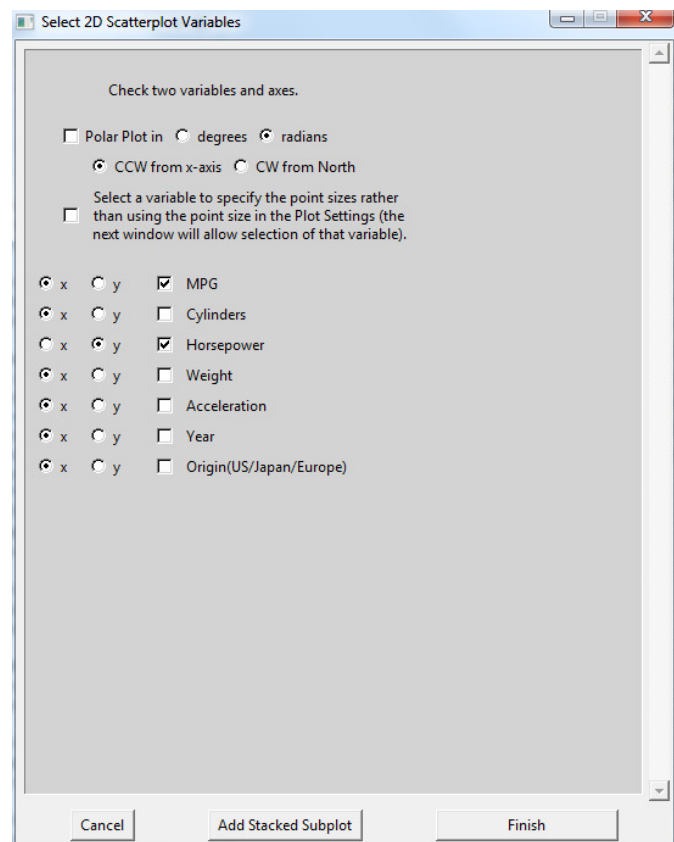 Select 2D Scatterplot Variables
Check two variables and axes.
Polar Plot in degrees radians
CCW from x-axis CW from North
Select a variable to specify the point sizes rather
than using the point size in the Plot Settings (the
next window will allow selection of that variable).
x y MPG
x y Cylinders
x y Horsepower
x y Weight
x y Acceleration
x y Year
x y Origin(US/Japan/Europe)
Cancel Add Stacked Subplot Finish